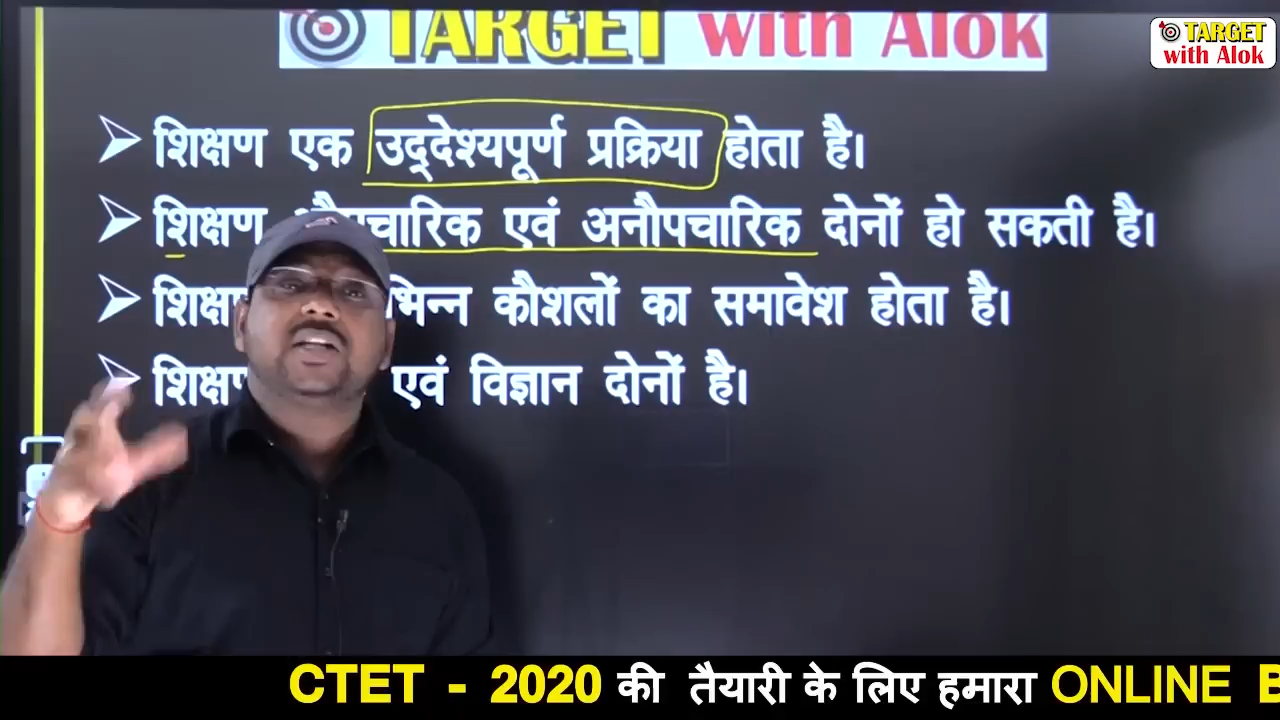 TARGET with Alok
TARGET
with Alok
शिक्षण एक उद्देश्यपूर्ण प्रक्रिया होता है।
शिक्षण चारिक एवं अनौपचारिक दोनों हो सकती है।
भिन्न कौशलों का समावेश होता है।
एवं विज्ञान दोनों है।
CTET - 2020 की तैयारी के लिए हमारा ONLINE B